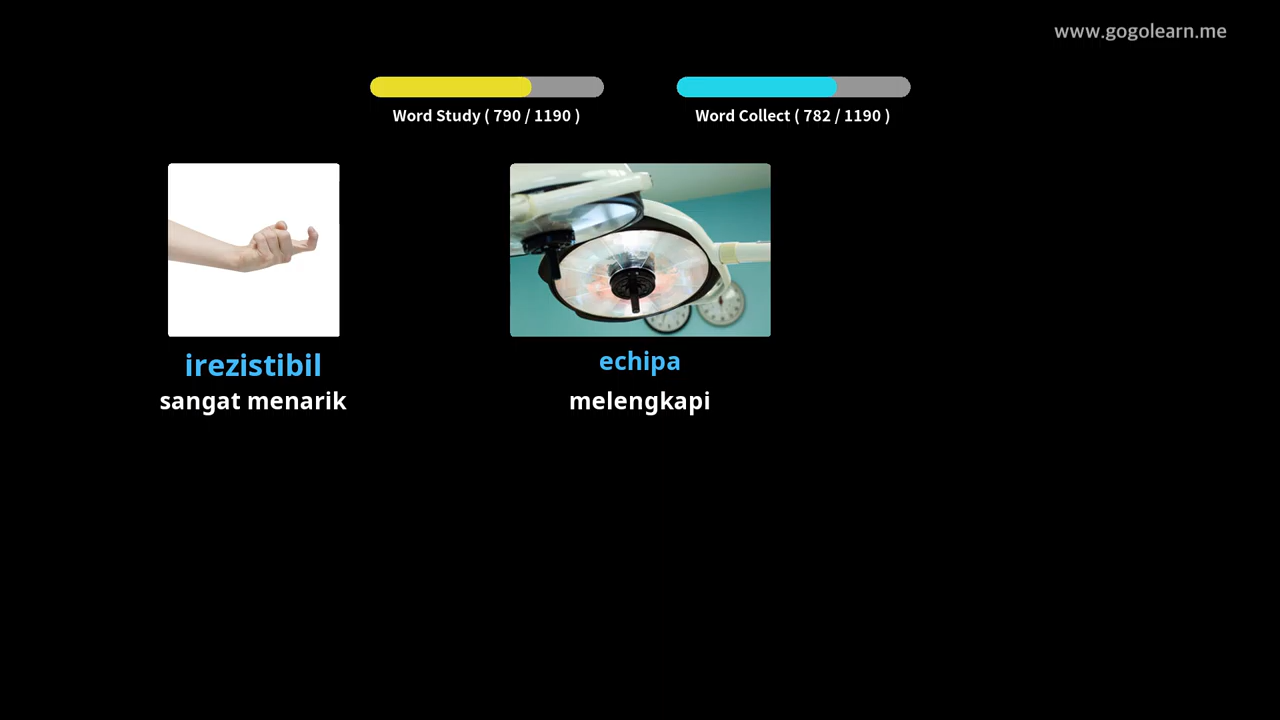 www.gogolearn.me
Word Study ( 790 / 1190 )
Word Collect ( 782 / 1190 )
irezistibil
sangat menarik
echipa
melengkapi